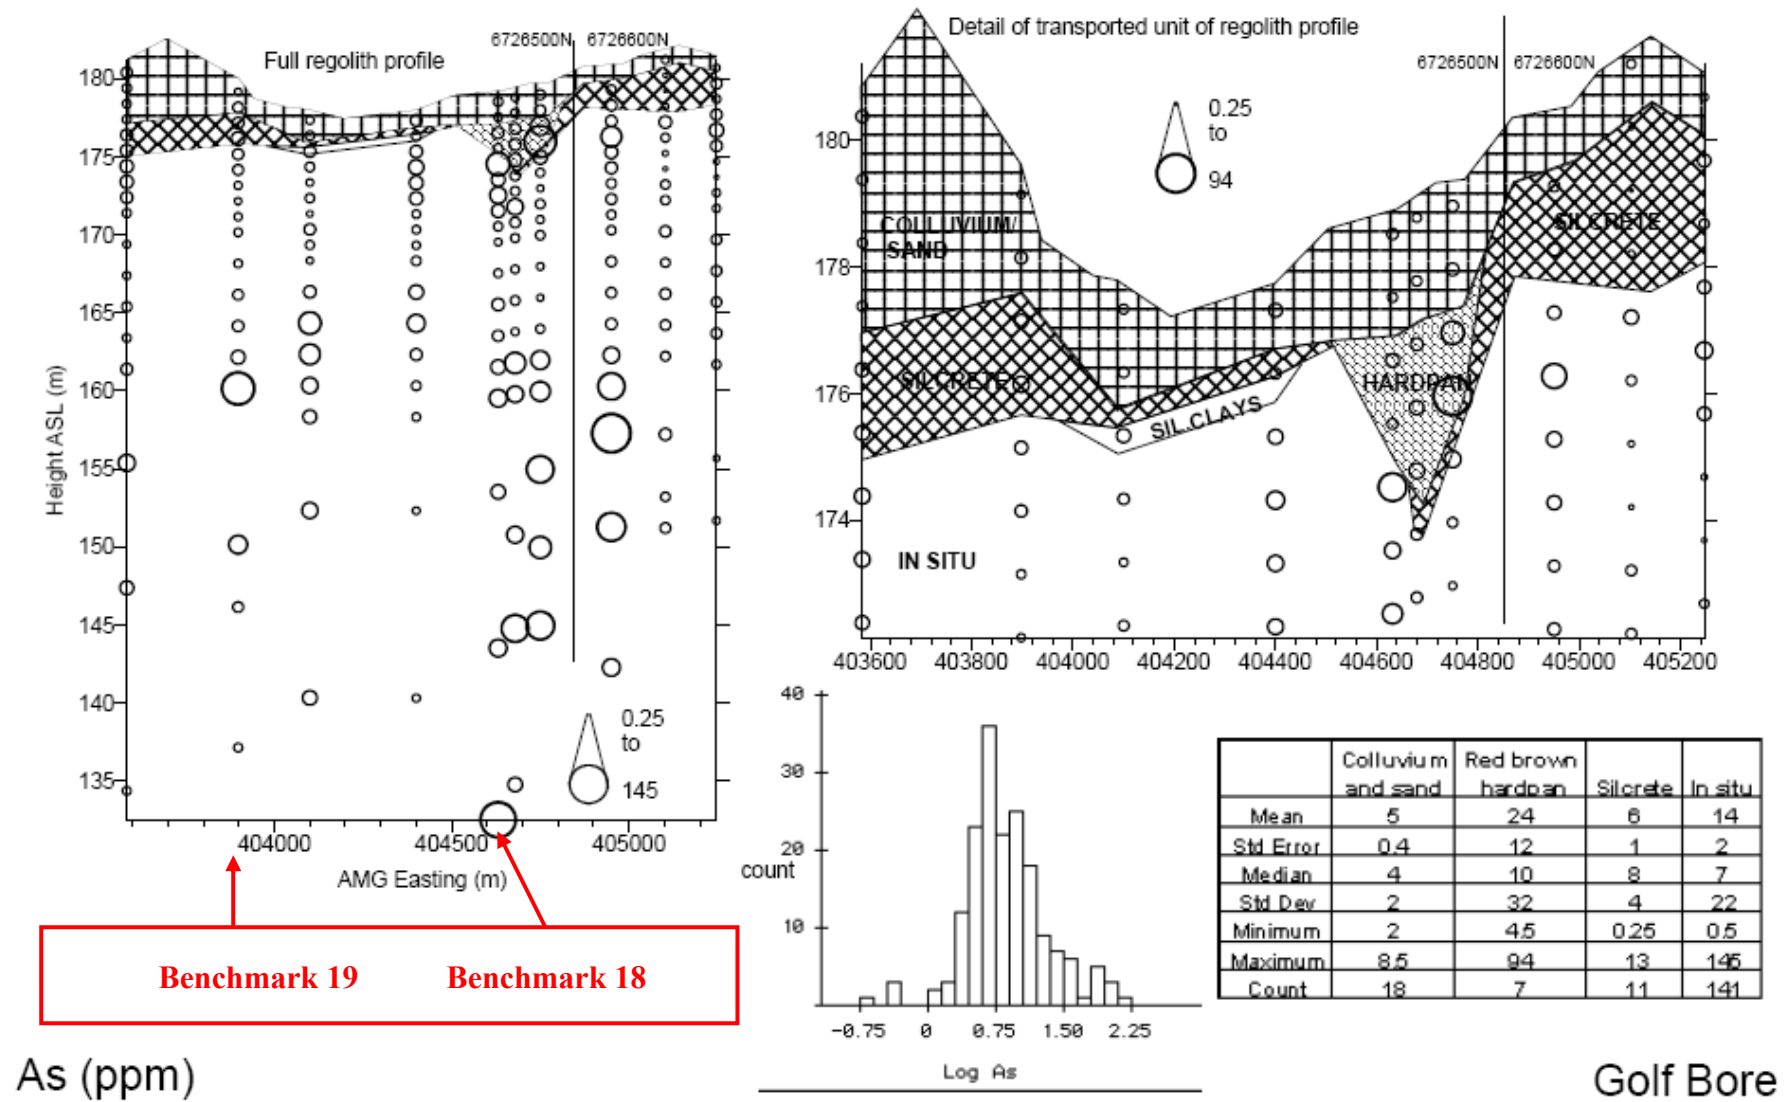 Full regolith profile
6726500N
6726600N
180
175
170
165
160
155
150
145
140
135
Height ASL (m)
0.25
to
145
404000
404500
405000
AMG Easting (m)
Benchmark 19
Benchmark 18
Detail of transported unit of regolith profile
6726500N
6726600N
0.25
to
94
180
178
176
174
COLLUVIUM/
SAND
SILCRETE
SILCRETE
HARDPAN
SIL.CLAYS
IN SITU
403600 403800 404000 404200 404400 404600 404800 405000 405200
40
30
20
10
count
-0.75 0 0.75 1.50 2.25
Log As
Colluvium and sand Red brown hardpan Silcrete In situ
Mean 5 24 6 14
Std Error 0.4 12 1 2
Median 4 10 8 7
Std Dev 2 32 4 22
Minimum 2 4.5 0.25 0.5
Maximum 8.5 94 13 145
Count 18 7 11 141
As (ppm)
Golf Bore